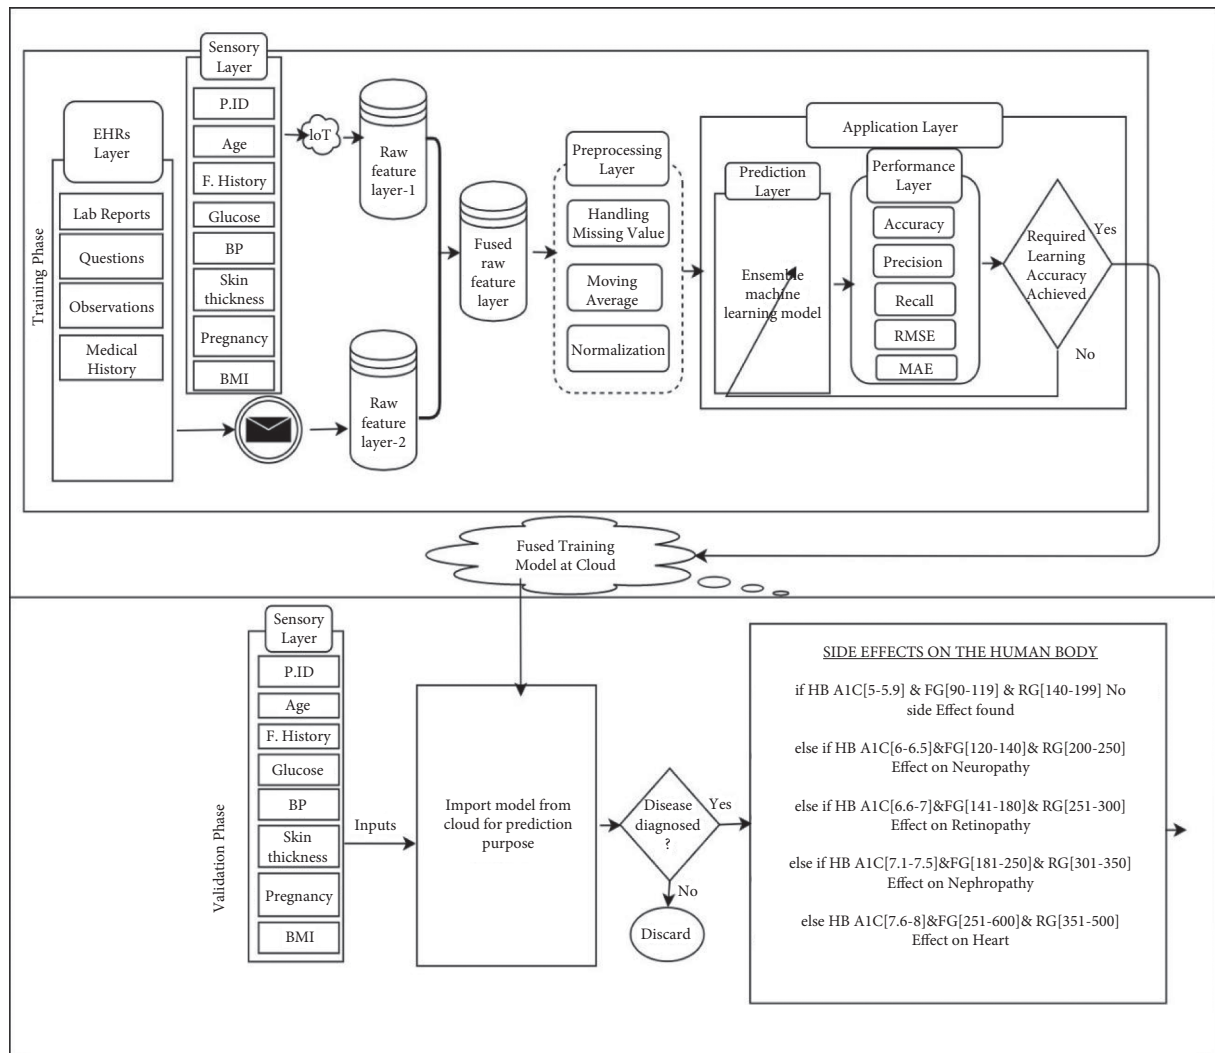 Training Phase
EHRs
Layer
Lab Reports
Questions
Observations
Medical
History
Sensory
Layer
P.ID
Age
F. History
Glucose
BP
Skin
thickness
Pregnancy
BMI
IoT
Raw
feature
layer-1
Raw
feature
layer-2
Fused
raw
feature
layer
Preprocessing
Layer
Handling
Missing Value
Moving
Average
Normalization
Application Layer
Prediction
Layer
Ensemble
machine
learning model
Performance
Layer
Accuracy
Precision
Recall
RMSE
MAE
Required
Learning
Accuracy
Achieved
Yes
No
Fused Training
Model at Cloud
Validation Phase
Sensory
Layer
P.ID
Age
F. History
Glucose
BP
Skin
thickness
Pregnancy
BMI
Inputs
Import model from
cloud for prediction
purpose
Disease
diagnosed
?
Yes
No
Discard
SIDE EFFECTS ON THE HUMAN BODY
if HB A1C[5-5.9] & FG[90-119] & RG[140-199] No
side Effect found
else if HB A1C[6-6.5]&FG[120-140]& RG[200-250]
Effect on Neuropathy
else if HB A1C[6.6-7]&FG[141-180]& RG[251-300]
Effect on Retinopathy
else if HB A1C[7.1-7.5]&FG[181-250]& RG[301-350]
Effect on Nephropathy
else HB A1C[7.6-8]&FG[251-600]& RG[351-500]
Effect on Heart